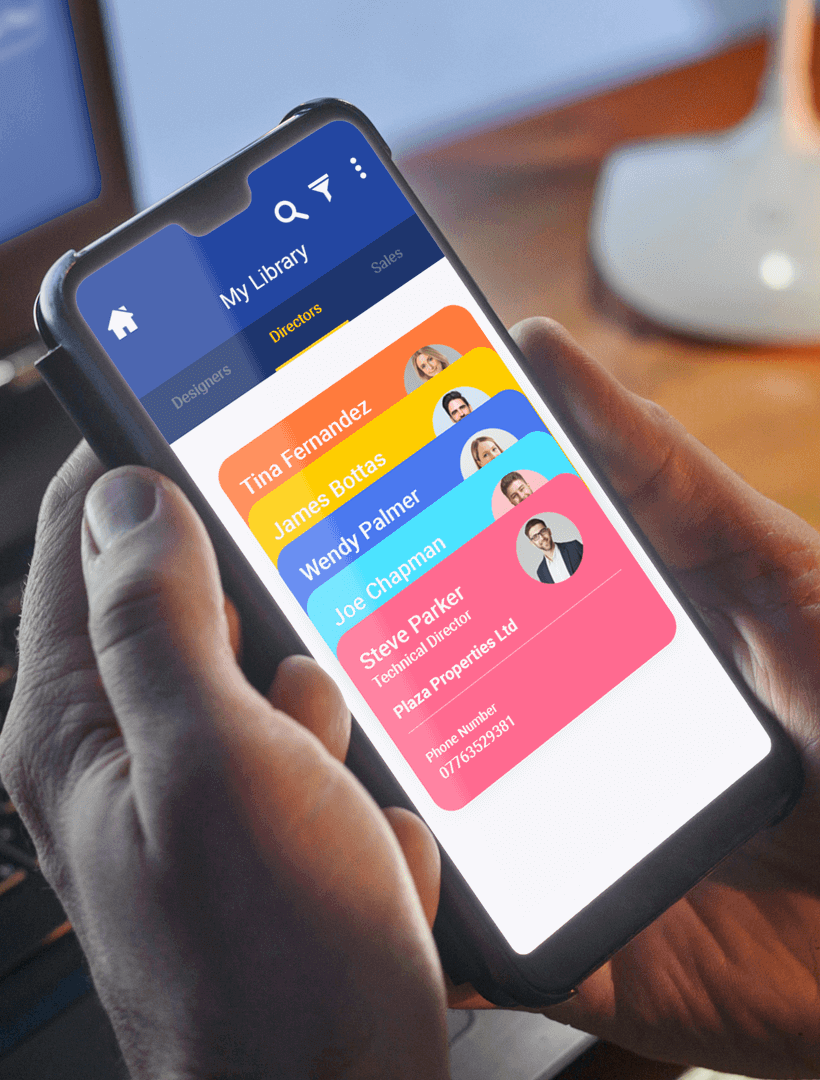 My Library
Designers
Directors
Sales
Tina Fernandez
James Bottas
Wendy Palmer
Joe Chapman
Steve Parker
Technical Director
Plaza Properties Ltd
Phone Number
07763529381